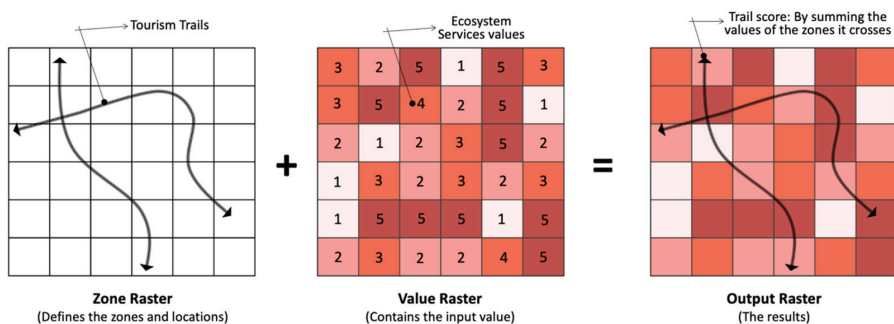 Tourism Trails
Ecosystem
Services values
Trail score: By summing the
values of the zones it crosses
3 2 5 1 5 3
3 5 4 2 5 1
2 1 2 3 5 2
1 3 2 3 2 3
1 5 5 5 1 5
2 3 2 2 4 5
+
=
Zone Raster
(Defines the zones and locations)
Value Raster
(Contains the input value)
Output Raster
(The results)